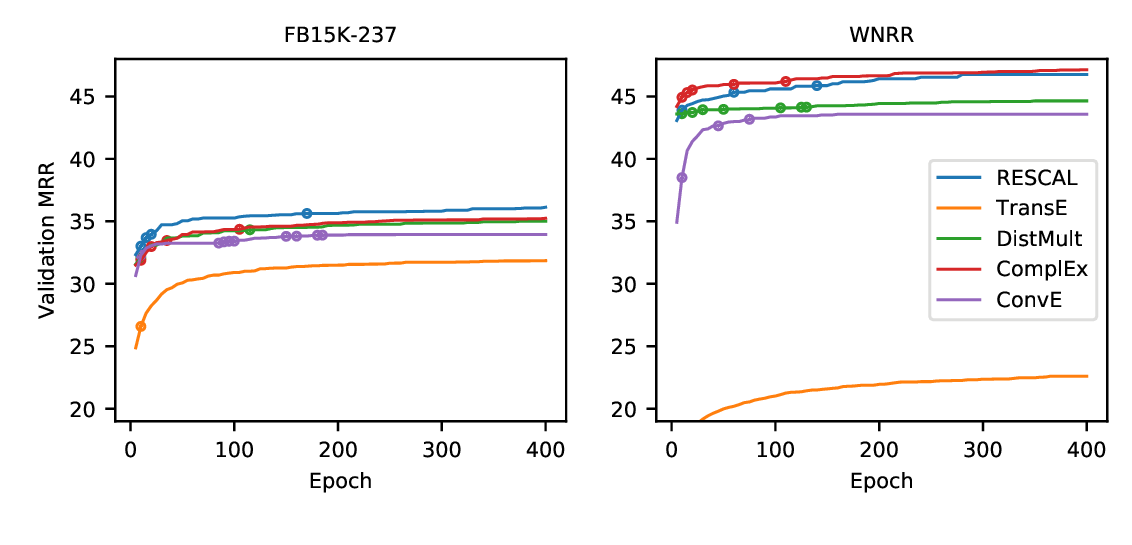 FB15K-237
WNRR
Validation MRR
45
40
35
30
25
20
0 100 200 300 400
Epoch
45
40
35
30
25
20
0 100 200 300 400
Epoch
RESCAL
TransE
DistMult
ComplEx
ConvE